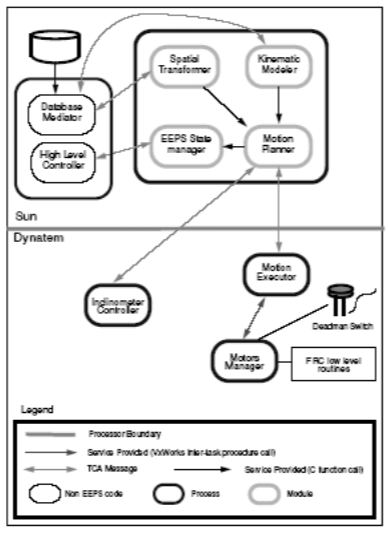 Spatial
Transformer
Kinematic
Modeler
Database
Mediator
EEPS State
manager
Motion
Planner
High Level
Controller
Sun
Dynatem
Motion
Executor
Inclinometer
Controller
Deadman Switch
Motors
Manager
FRC low level
routines
Legend
Processor Boundary
Service Provided (VxWorks inter-task procedure call)
TCA Message
Service Provided (C function call)
Non EEPS code
Process
Module